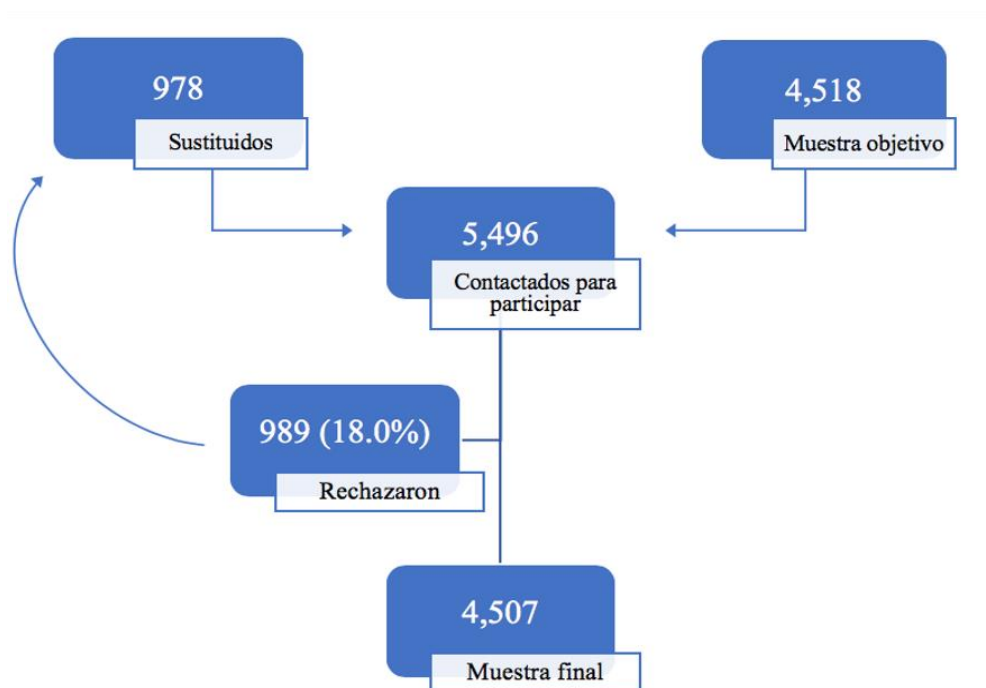 978
Sustituidos
4,518
Muestra objetivo
5,496
Contactados para
participar
989 (18.0%)
Rechazaron
4,507
Muestra final